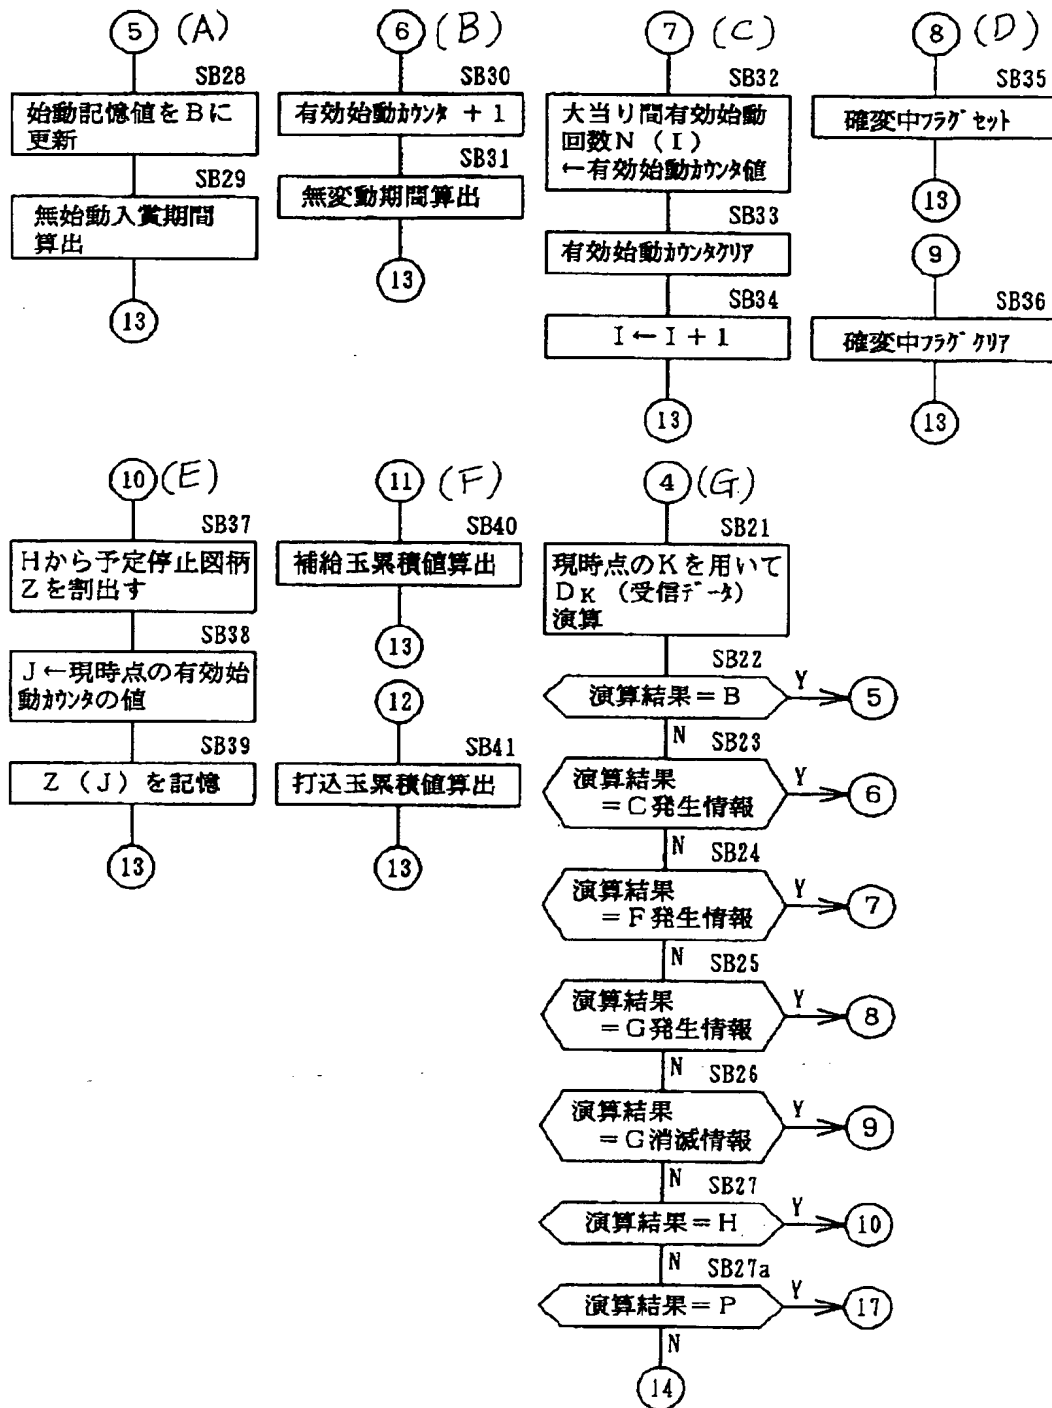 5 (A)
SB28
始動記憶値をBに
更新
SB29
無始動入賞期間
算出
13
6 (B)
SB30
有効始動ｶｳﾝﾀ + 1
SB31
無変動期間算出
13
7 (C)
SB32
大当り間有効始動
回数N (I)
←有効始動ｶｳﾝﾀ値
SB33
有効始動ｶｳﾝﾀｸﾘｱ
SB34
I ← I + 1
13
8 (D)
SB35
確変中ﾌﾗｸﾞｾｯﾄ
13
9
SB36
確変中ﾌﾗｸﾞｸﾘｱ
13
10 (E)
SB37
Hから予定停止図柄
Zを割出す
SB38
J←現時点の有効始
動ｶｳﾝﾀの値
SB39
Z (J) を記憶
13
11 (F)
SB40
補給玉累積値算出
13
12
SB41
打込玉累積値算出
13
4 (G)
SB21
現時点のKを用いて
DK (受信ﾃﾞｰﾀ)
演算
SB22
演算結果=B
Y
5
N
SB23
演算結果
=C発生情報
Y
6
N
SB24
演算結果
=F発生情報
Y
7
N
SB25
演算結果
=G発生情報
Y
8
N
SB26
演算結果
=G消滅情報
Y
9
N
SB27
演算結果=H
Y
10
N
SB27a
演算結果=P
Y
17
N
14